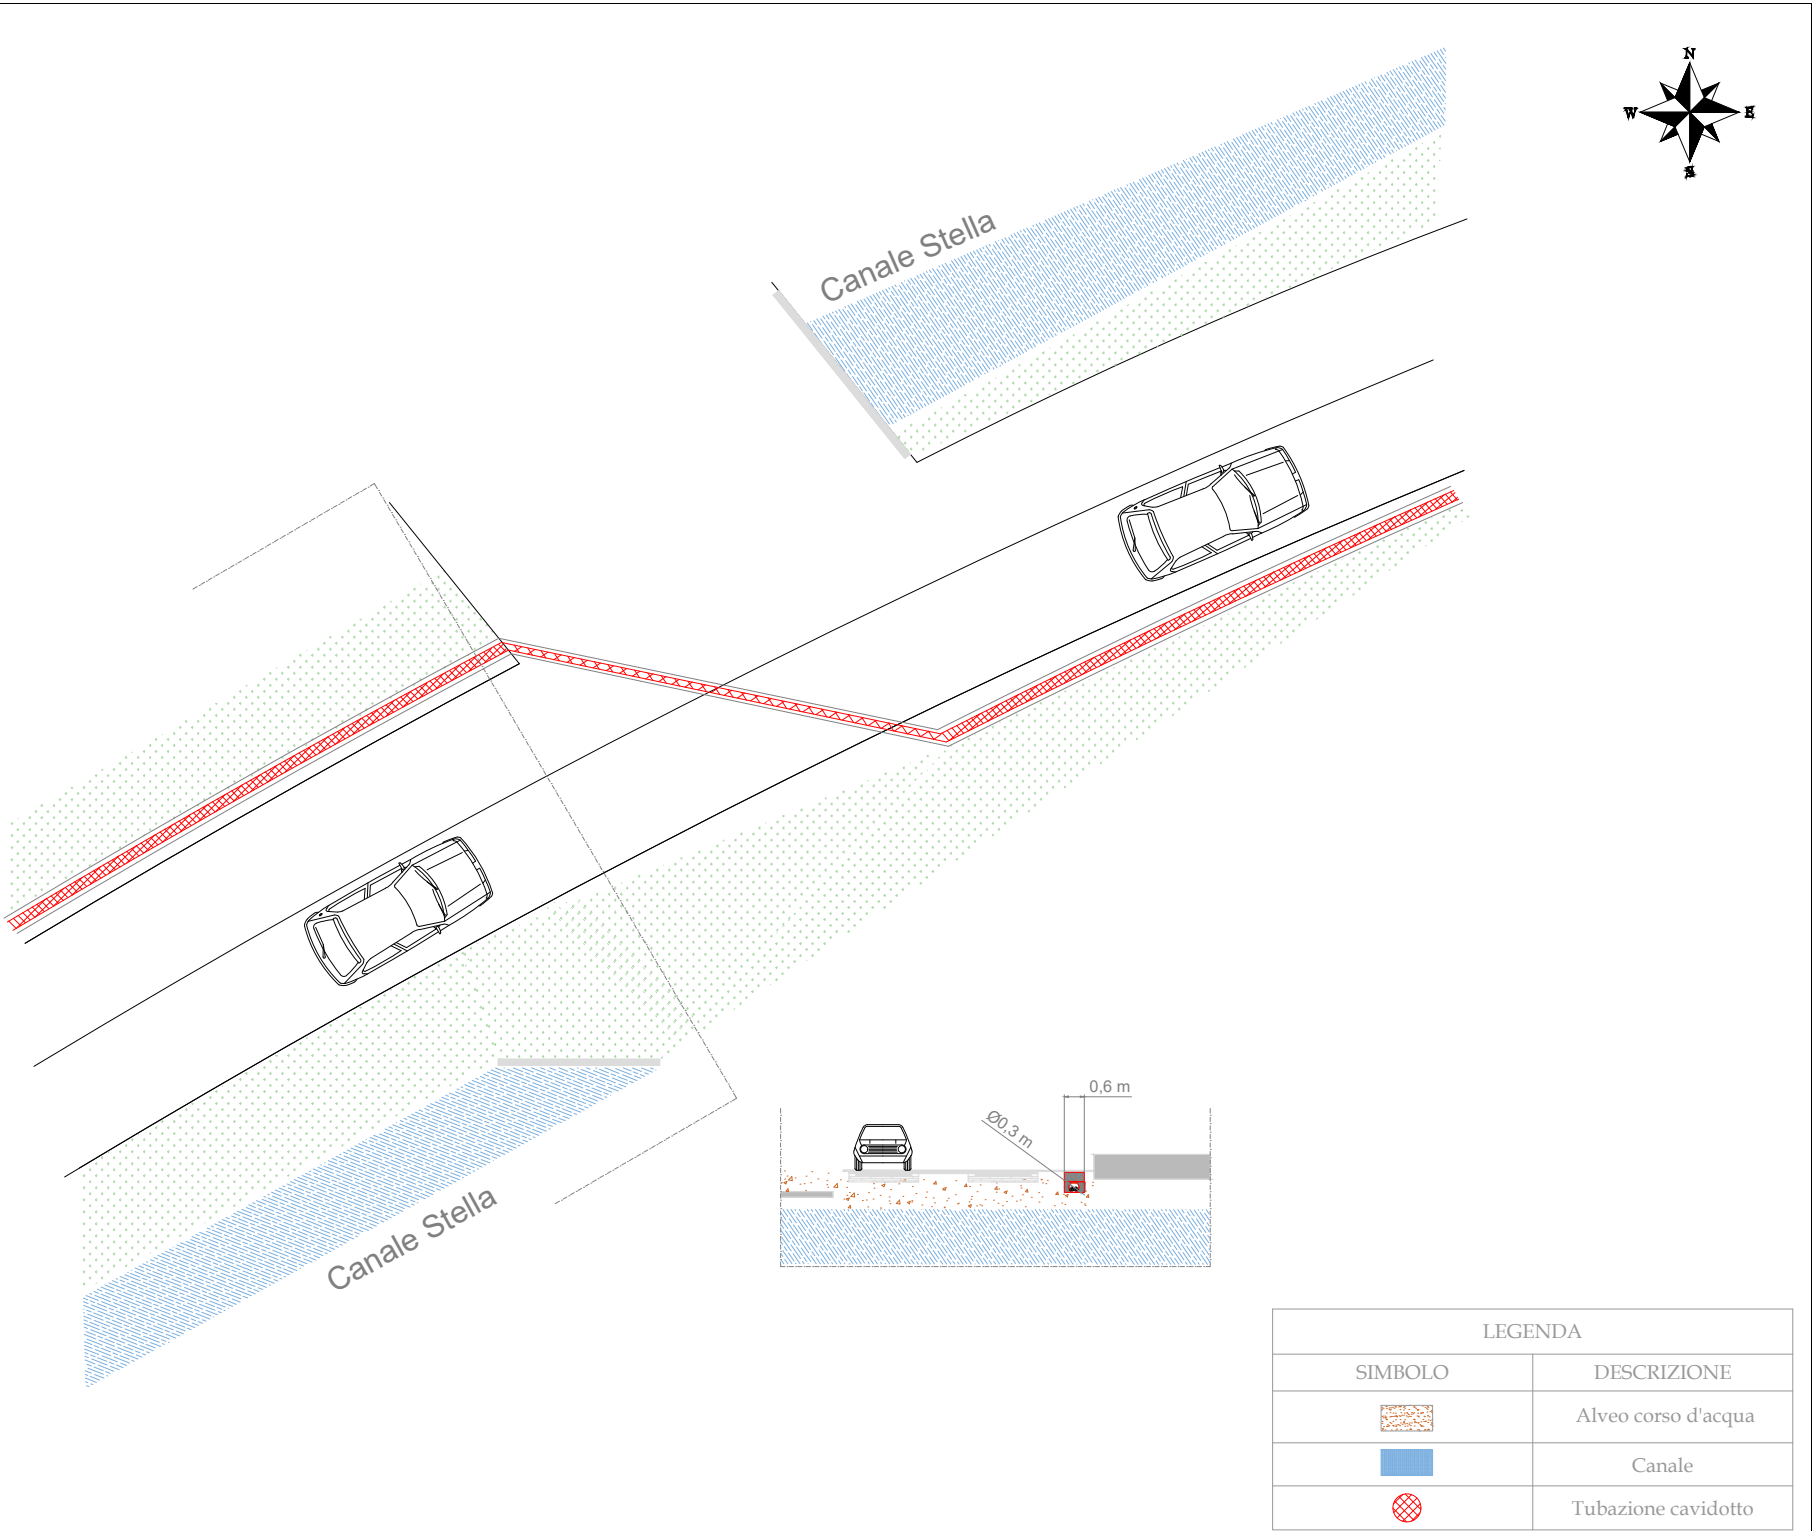 N
W
E
S
Canale Stella
0,6 m
Ø0,3 m
Canale Stella
LEGENDA
SIMBOLO
DESCRIZIONE
Alveo corso d'acqua
Canale
Tubazione cavidotto